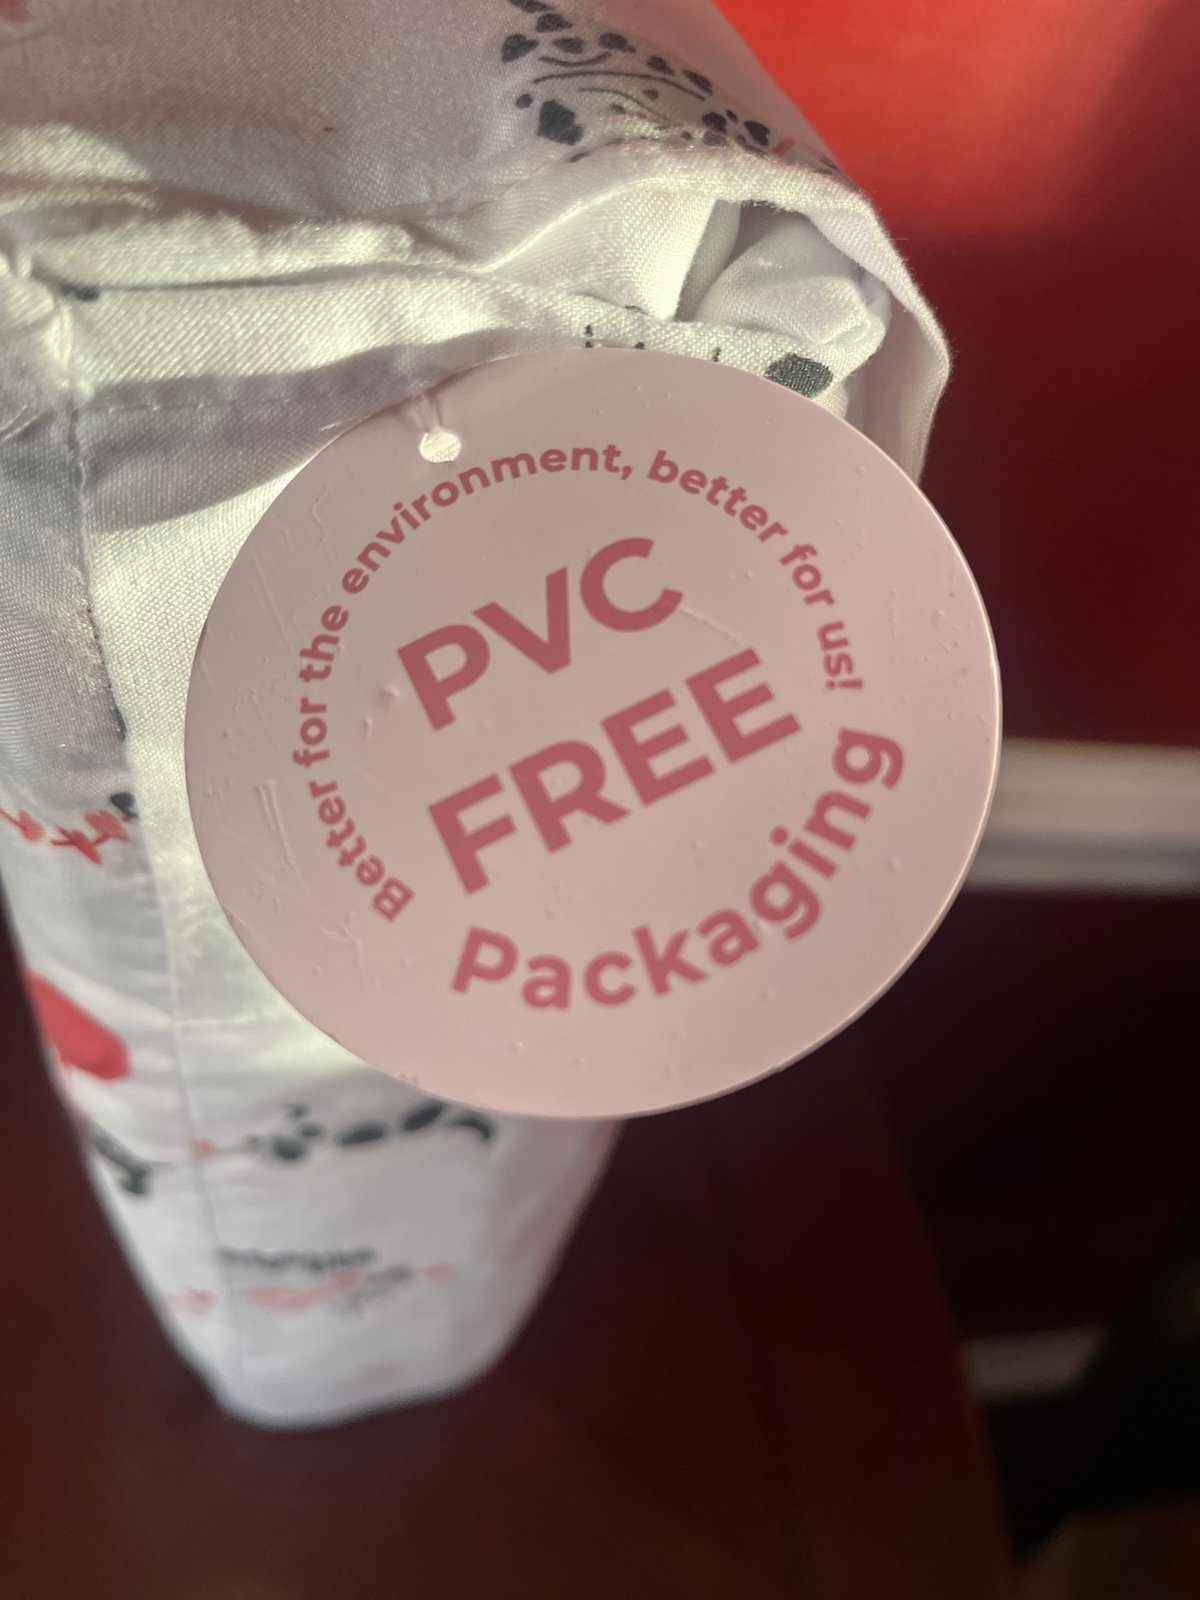 Better for the environment, better for us!
PVC
FREE
Packaging